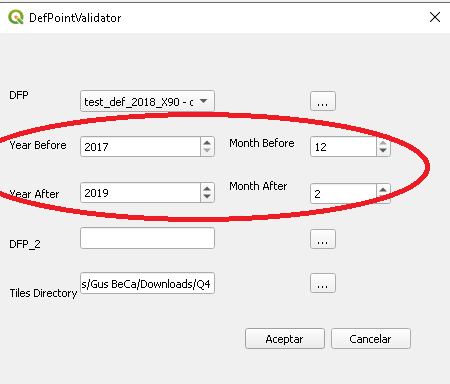 DefPointValidator
DFP test_def_2018_X90 - c ...
Year Before 2017 Month Before 12
Year After 2019 Month After 2
DFP_2 ...
Tiles Directory s/Gus BeCa/Downloads/Q4 ...
Aceptar Cancelar